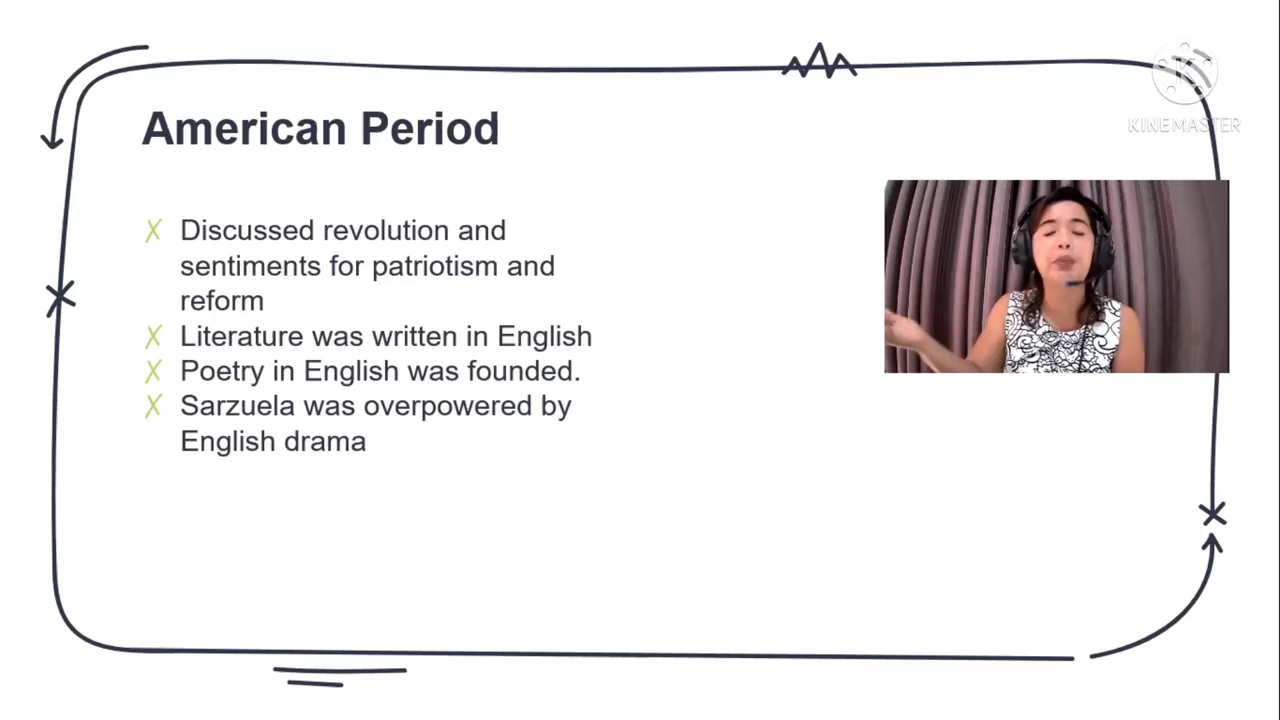 American Period
Discussed revolution and
sentiments for patriotism and
reform
Literature was written in English
Poetry in English was founded.
Sarzuela was overpowered by
English drama
K
KINEMASTER